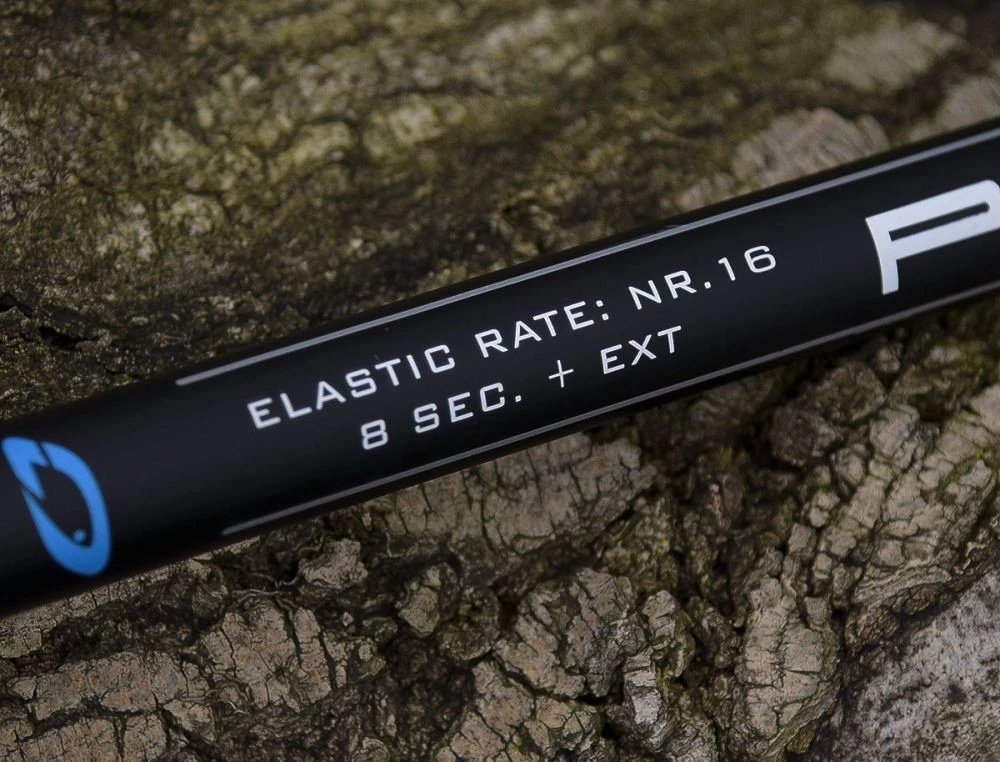 ELASTIC RATE: NR.16
8 SEC. + EXT
P